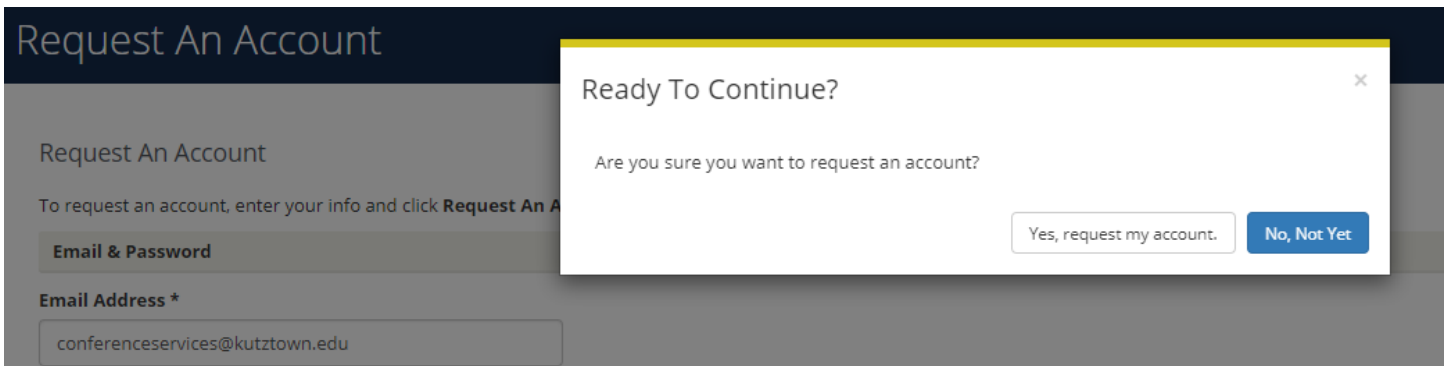 Request An Account
Ready To Continue?
×
Are you sure you want to request an account?
Yes, request my account.
No, Not Yet
Request An Account
To request an account, enter your info and click Request An A
Email & Password
Email Address *
conferenceservices@kutztown.edu